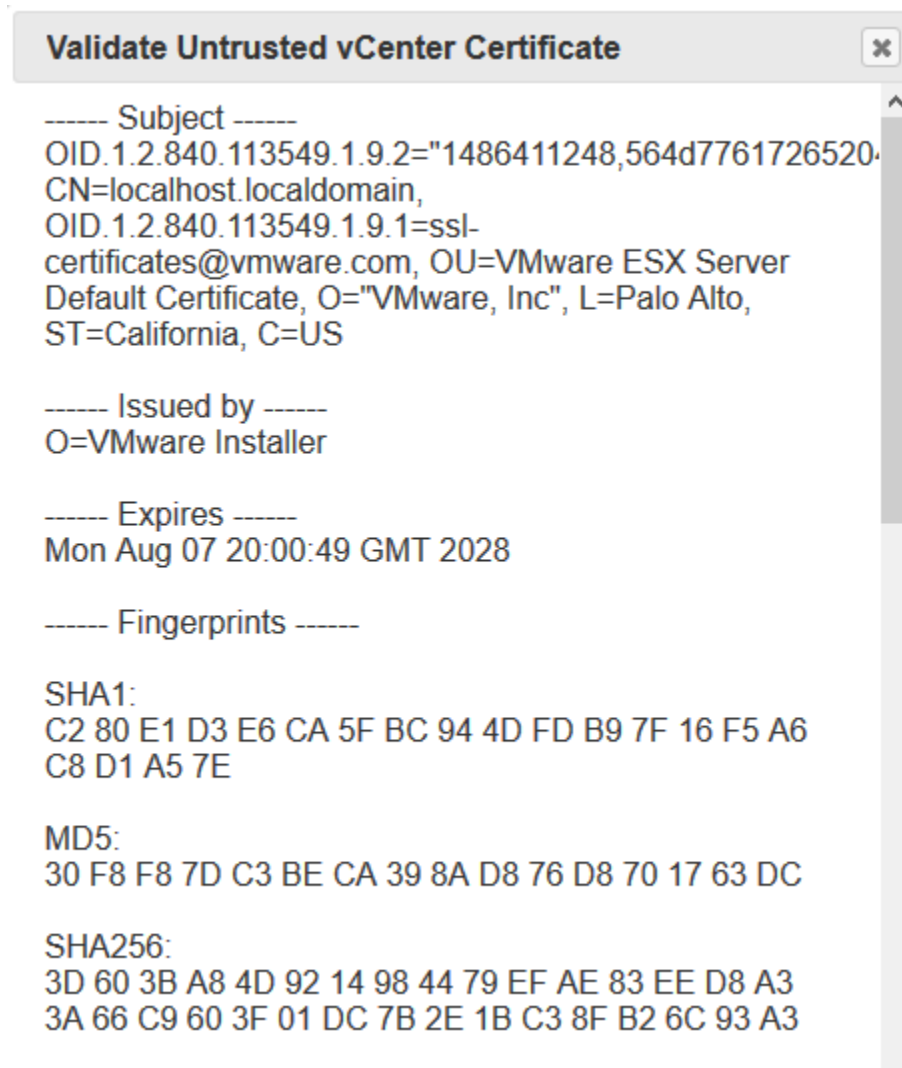 Validate Untrusted vCenter Certificate
------ Subject ------
OID.1.2.840.113549.1.9.2="1486411248,564d7761726520
CN=localhost.localdomain,
OID.1.2.840.113549.1.9.1=ssl-
certificates@vmware.com, OU=VMware ESX Server
Default Certificate, O="VMware, Inc", L=Palo Alto,
ST=California, C=US
------ Issued by ------
O=VMware Installer
------ Expires ------
Mon Aug 07 20:00:49 GMT 2028
------ Fingerprints ------
SHA1:
C2 80 E1 D3 E6 CA 5F BC 94 4D FD B9 7F 16 F5 A6
C8 D1 A5 7E
MD5:
30 F8 F8 7D C3 BE CA 39 8A D8 76 D8 70 17 63 DC
SHA256:
3D 60 3B A8 4D 92 14 98 44 79 EF AE 83 EE D8 A3
3A 66 C9 60 3F 01 DC 7B 2E 1B C3 8F B2 6C 93 A3